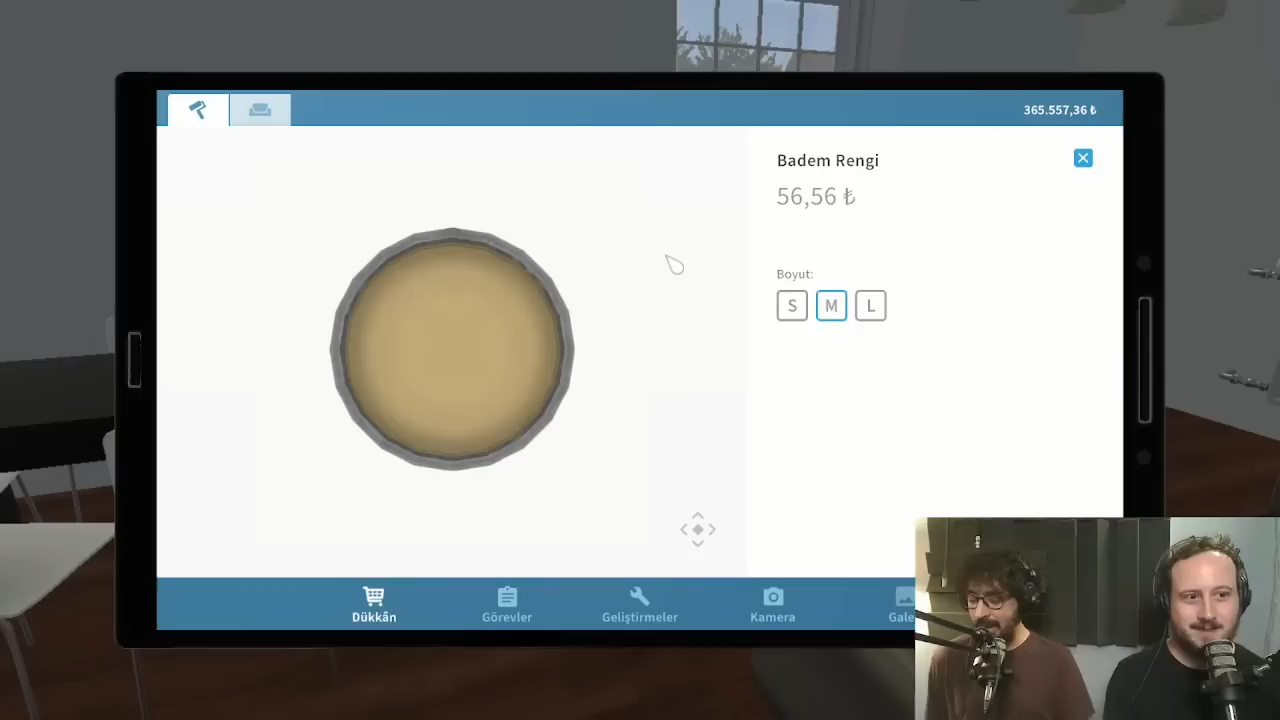 365.557,36 ₺
Badem Rengi
56,56 ₺
Boyut:
S M L
Dükkân Görevler Geliştirmeler Kamera